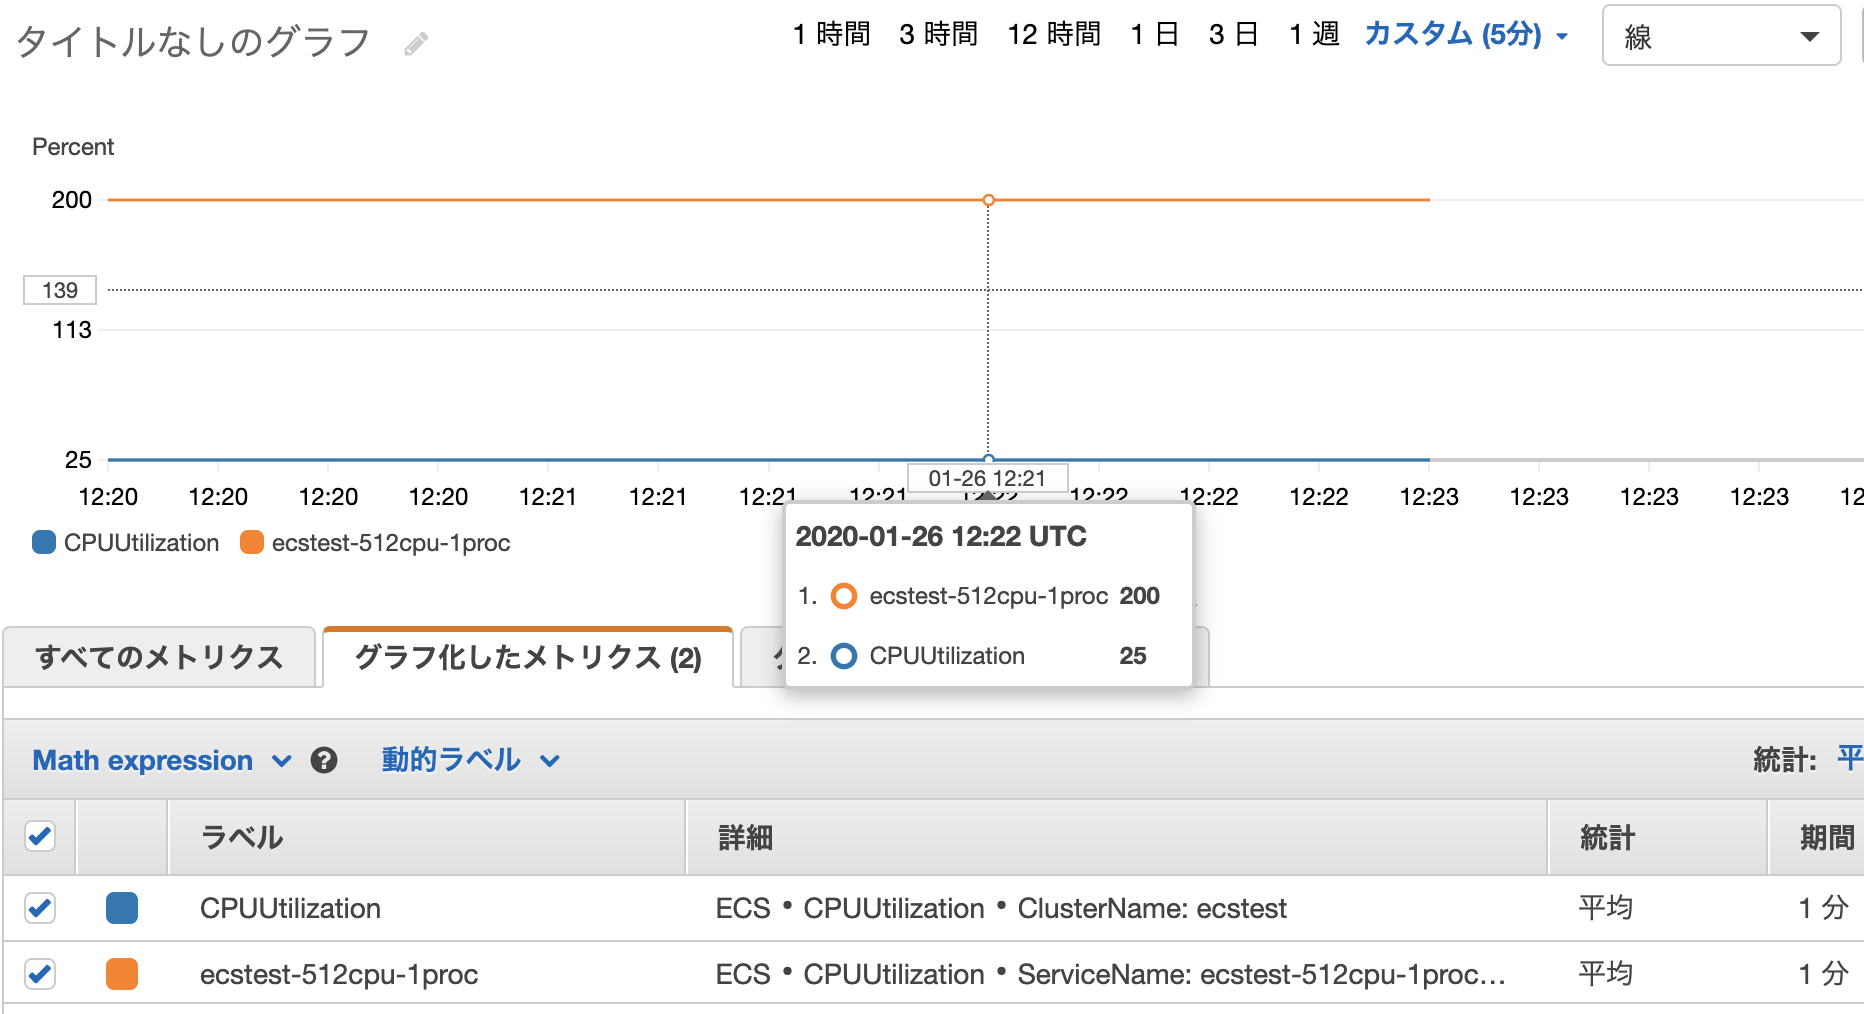 タイトルなしのグラフ
1 時間 3 時間 12 時間 1 日 3 日 1 週 カスタム (5分) 線
Percent
200
139
113
25
01-26 12:21
12:20 12:20 12:20 12:20 12:21 12:21 12:21 12:21 12:22 12:22 12:22 12:22 12:23 12:23 12:23 12:23
CPUUtilization ecstest-512cpu-1proc
2020-01-26 12:22 UTC
1. ecstest-512cpu-1proc 200
2. CPUUtilization 25
すべてのメトリクス グラフ化したメトリクス (2)
Math expression ? 動的ラベル 統計: 平
ラベル 詳細 統計 期間
CPUUtilization ECS • CPUUtilization • ClusterName: ecstest 平均 1 分
ecstest-512cpu-1proc ECS • CPUUtilization • ServiceName: ecstest-512cpu-1proc... 平均 1 分